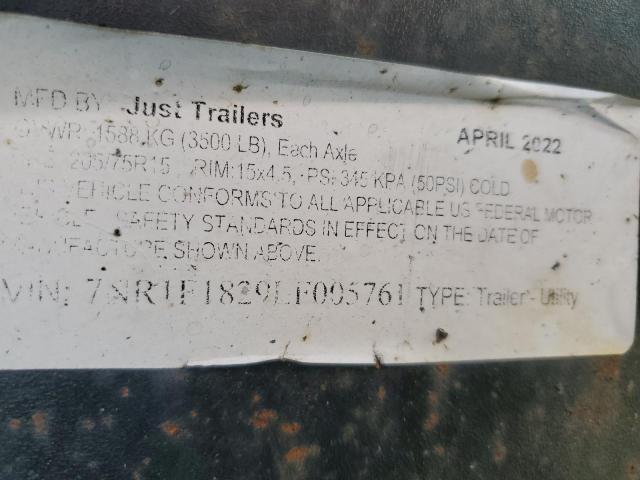 MFD BY: Just Trailers
GVWR: 1588 KG (3500 LB), Each Axle
APRIL 2022
205/75R15 RIM:15x4.5, PSI 345 KPA (50PSI) COLD
VEHICLE CONFORMS TO ALL APPLICABLE US FEDERAL MOTOR
VEHICLE SAFETY STANDARDS IN EFFECT ON THE DATE OF
MANUFACTURE SHOWN ABOVE.
VIN: TYPE: Trailer - Utility